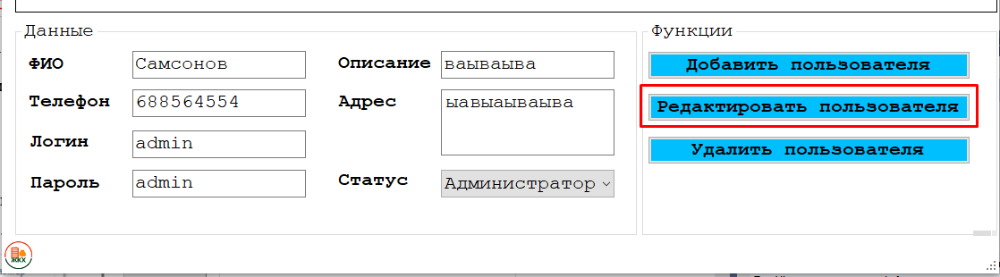 Данные
ФИО Самсонов Описание ваываыва
Телефон 688564554 Адрес ыавыаываыва
Логин admin
Пароль admin Статус Администратор
Функции
Добавить пользователя
Редактировать пользователя
Удалить пользователя
ЖКХ